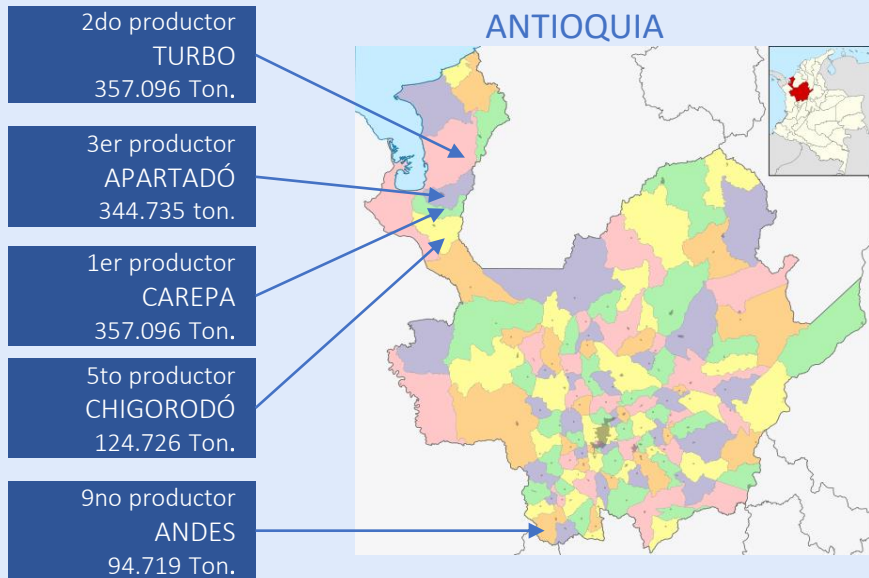 ANTIOQUIA
2do productor
TURBO
357.096 Ton.
3er productor
APARTADÓ
344.735 ton.
1er productor
CAREPA
357.096 Ton.
5to productor
CHIGORODÓ
124.726 Ton.
9no productor
ANDES
94.719 Ton.